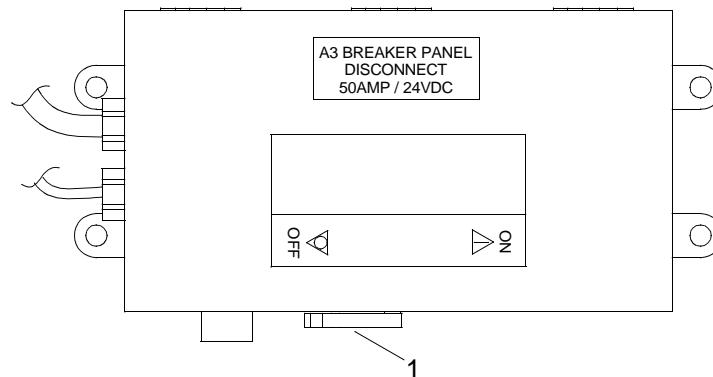 A3 BREAKER PANEL
DISCONNECT
50AMP / 24VDC
OFF
ON
1